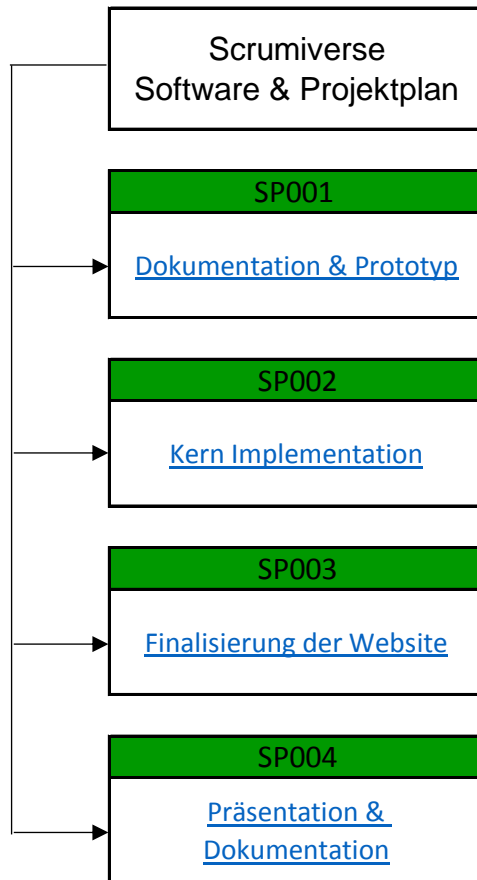 Scrumiverse
Software & Projektplan
SP001
Dokumentation & Prototyp
SP002
Kern Implementation
SP003
Finalisierung der Website
SP004
Präsentation &
Dokumentation